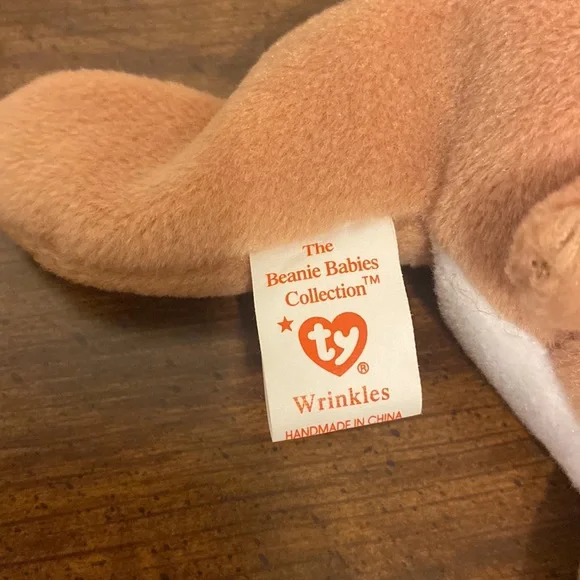 The
Beanie Babies
Collection™
★ ty ®
Wrinkles
HANDMADE IN CHINA